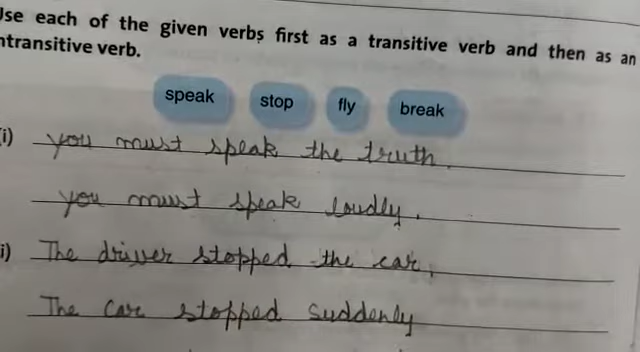 Use each of the given verbs first as a transitive verb and then as an
ntransitive verb.
speak stop fly break
i) you must speak the truth.
you must speak loudly.
i) The driver stopped the car.
The car stopped suddenly